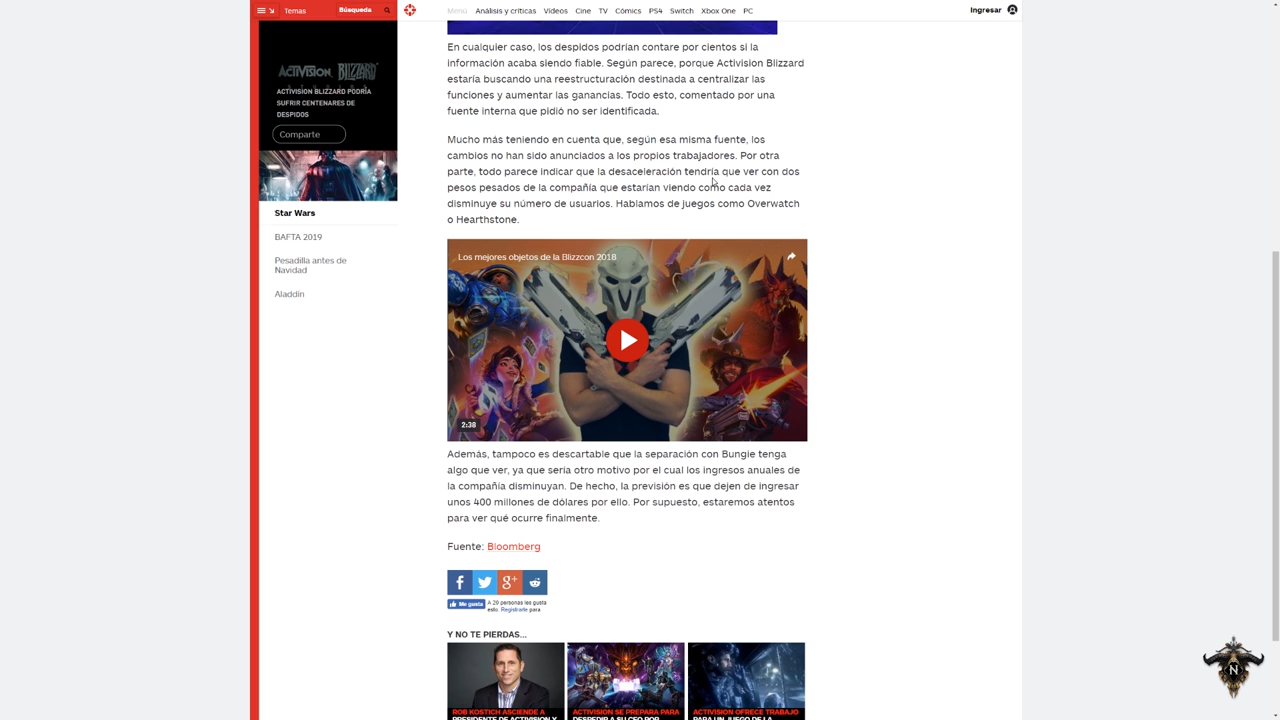 Temas
Búsqueda
Menú Análisis y críticas Vídeos Cine TV Cómics PS4 Switch Xbox One PC
Ingresar
ACTIVISION BLIZZARD
ACTIVISION BLIZZARD PODRÍA
SUFRIR CENTENARES DE
DESPIDOS
Comparte
Star Wars
BAFTA 2019
Pesadilla antes de
Navidad
Aladdin
En cualquier caso, los despidos podrían contare por cientos si la
información acaba siendo fiable. Según parece, porque Activision Blizzard
estaría buscando una reestructuración destinada a centralizar las
funciones y aumentar las ganancias. Todo esto, comentado por una
fuente interna que pidió no ser identificada.
Mucho más teniendo en cuenta que, según esa misma fuente, los
cambios no han sido anunciados a los propios trabajadores. Por otra
parte, todo parece indicar que la desaceleración tendría que ver con dos
pesos pesados de la compañía que estarían viendo cómo cada vez
disminuye su número de usuarios. Hablamos de juegos como Overwatch
o Hearthstone.
Los mejores objetos de la Blizzcon 2018
2:38
Además, tampoco es descartable que la separación con Bungie tenga
algo que ver, ya que sería otro motivo por el cual los ingresos anuales de
la compañía disminuyan. De hecho, la previsión es que dejen de ingresar
unos 400 millones de dólares por ello. Por supuesto, estaremos atentos
para ver qué ocurre finalmente.
Fuente: Bloomberg
Me gusta
A 29 personas les gusta
esto. Regístrarte para
Y NO TE PIERDAS...
ROB KOSTICH ASCIENDE A
PRESIDENTE DE ACTIVISION Y
ACTIVISION SE PREPARA PARA
DESPEDIR A SU CFO POR
ACTIVISION OFRECE TRABAJO
PARA UN JUEGO DE LA
N